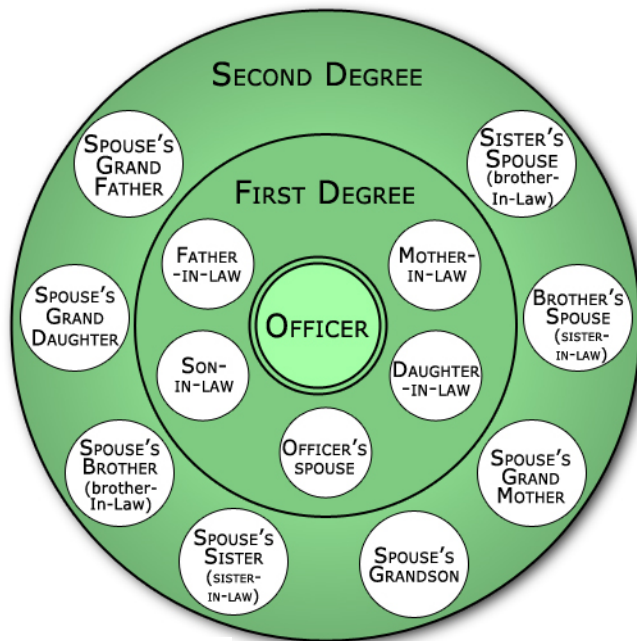 SECOND DEGREE
SPOUSE'S
GRAND
FATHER
SISTER'S
SPOUSE
(brother-
In-Law)
FIRST DEGREE
FATHER
-IN-LAW
MOTHER-
IN-LAW
SPOUSE'S
GRAND
DAUGHTER
OFFICER
BROTHER'S
SPOUSE
(SISTER-
IN-LAW)
SON-
IN-LAW
DAUGHTER
-IN-LAW
SPOUSE'S
BROTHER
(brother-
In-Law)
OFFICER'S
SPOUSE
SPOUSE'S
GRAND
MOTHER
SPOUSE'S
SISTER
(SISTER-
IN-LAW)
SPOUSE'S
GRANDSON